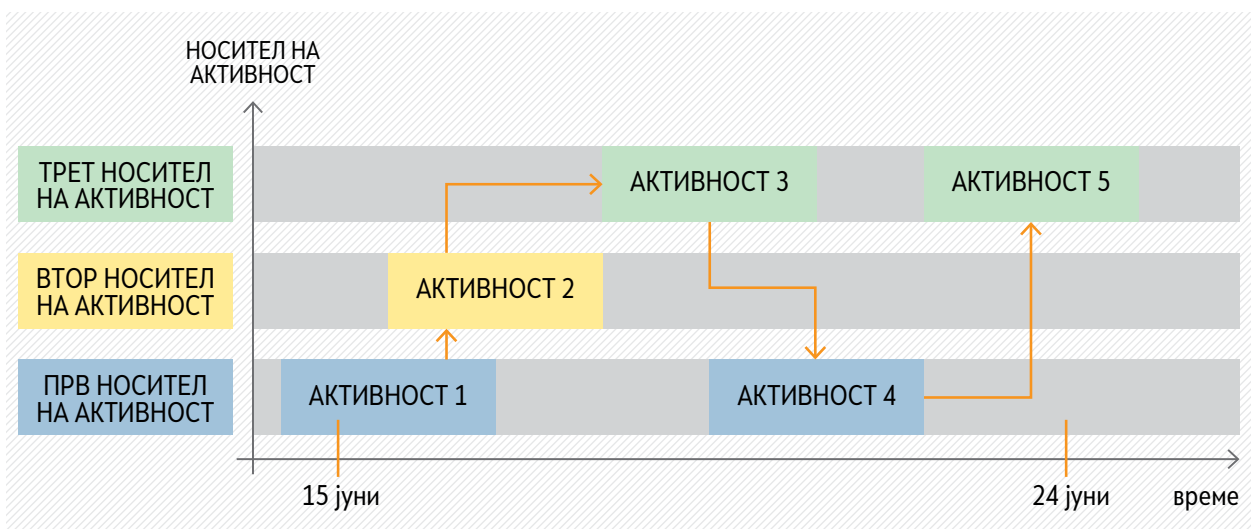 НОСИТЕЛ НА
АКТИВНОСТ
ТРЕТ НОСИТЕЛ
НА АКТИВНОСТ
АКТИВНОСТ 3
АКТИВНОСТ 5
ВТОР НОСИТЕЛ
НА АКТИВНОСТ
АКТИВНОСТ 2
ПРВ НОСИТЕЛ
НА АКТИВНОСТ
АКТИВНОСТ 1
АКТИВНОСТ 4
15 јуни
24 јуни
време